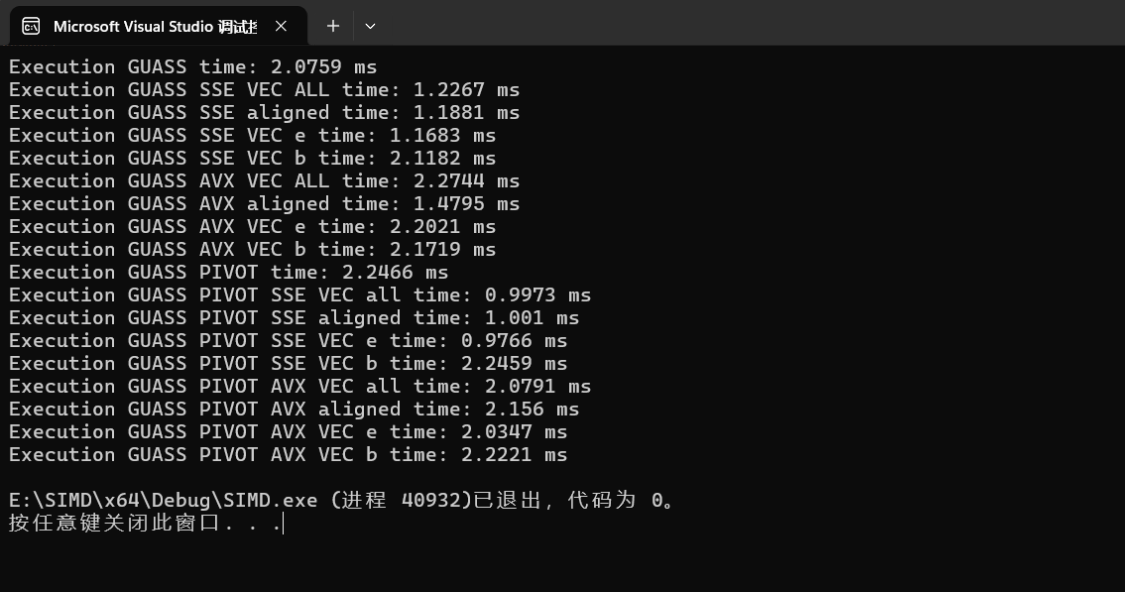 Microsoft Visual Studio 调试
Execution GUASS time: 2.0759 ms
Execution GUASS SSE VEC ALL time: 1.2267 ms
Execution GUASS SSE aligned time: 1.1881 ms
Execution GUASS SSE VEC e time: 1.1683 ms
Execution GUASS SSE VEC b time: 2.1182 ms
Execution GUASS AVX VEC ALL time: 2.2744 ms
Execution GUASS AVX aligned time: 1.4795 ms
Execution GUASS AVX VEC e time: 2.2021 ms
Execution GUASS AVX VEC b time: 2.1719 ms
Execution GUASS PIVOT time: 2.2466 ms
Execution GUASS PIVOT SSE VEC all time: 0.9973 ms
Execution GUASS PIVOT SSE aligned time: 1.001 ms
Execution GUASS PIVOT SSE VEC e time: 0.9766 ms
Execution GUASS PIVOT SSE VEC b time: 2.2459 ms
Execution GUASS PIVOT AVX VEC all time: 2.0791 ms
Execution GUASS PIVOT AVX aligned time: 2.156 ms
Execution GUASS PIVOT AVX VEC e time: 2.0347 ms
Execution GUASS PIVOT AVX VEC b time: 2.2221 ms
E:\SIMD\x64\Debug\SIMD.exe (进程 40932)已退出，代码为 0。
按任意键关闭此窗口. . .